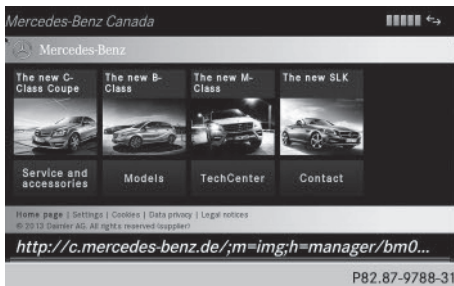 Mercedes-Benz Canada
Mercedes-Benz
The new C-
Class Coupe
The new B-
Class
The new M-
Class
The new SLK
Service and
accessories
Models
TechCenter
Contact
Home page | Settings | Cookies | Data privacy | Legal notices
© 2013 Daimler AG. All rights reserved (supplier)
http://c.mercedes-benz.de/;m=img;h=manager/bm0...
P82.87-9788-31